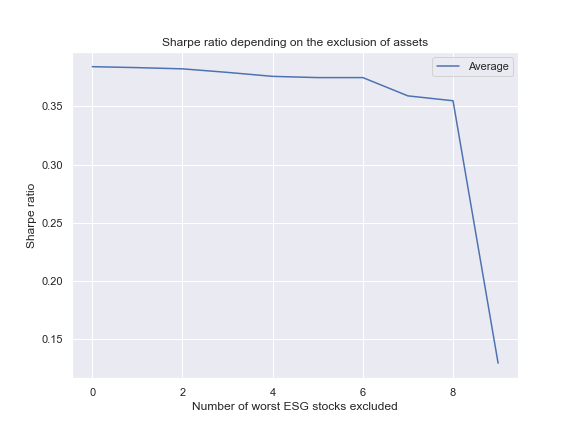 Sharpe ratio depending on the exclusion of assets
Average
0.35
0.30
0.25
0.20
0.15
Sharpe ratio
0 2 4 6 8
Number of worst ESG stocks excluded